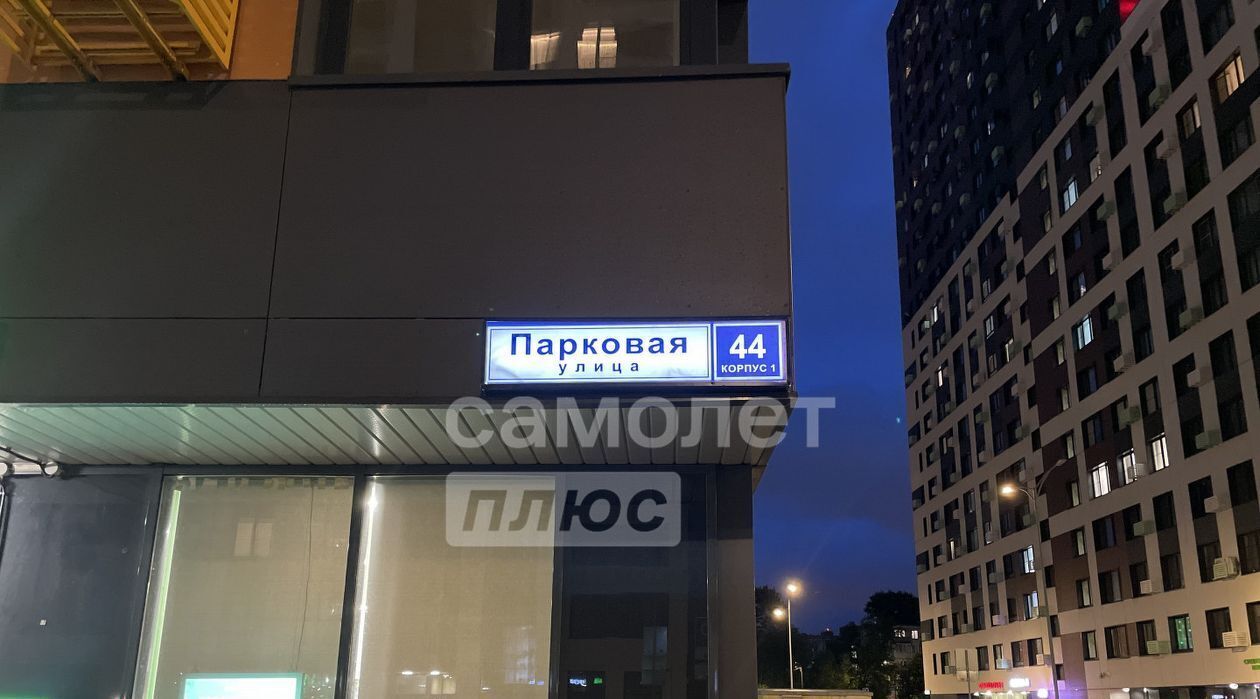 Парковая
улица
44
КОРПУС 1
самолет
плюс